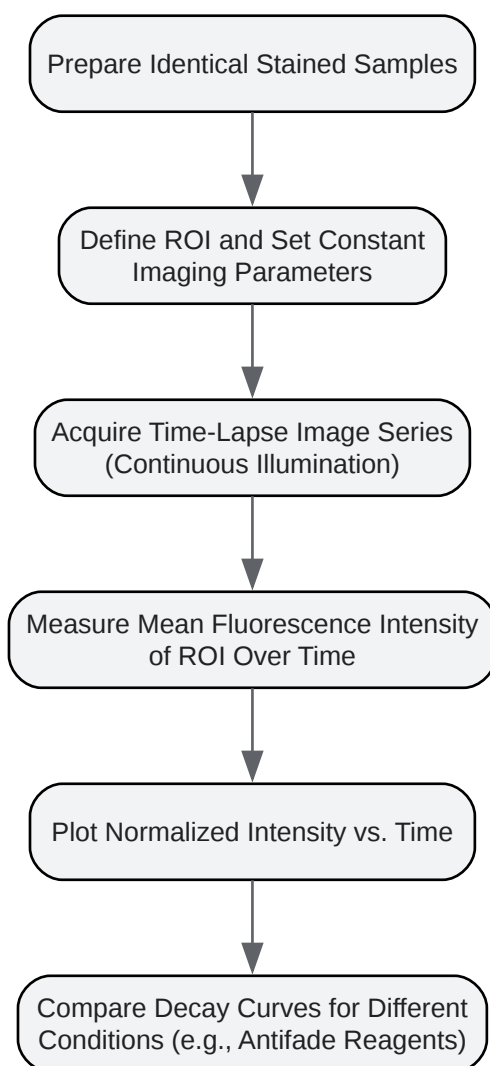 Prepare Identical Stained Samples
Define ROI and Set Constant
Imaging Parameters
Acquire Time-Lapse Image Series
(Continuous Illumination)
Measure Mean Fluorescence Intensity
of ROI Over Time
Plot Normalized Intensity vs. Time
Compare Decay Curves for Different
Conditions (e.g., Antifade Reagents)